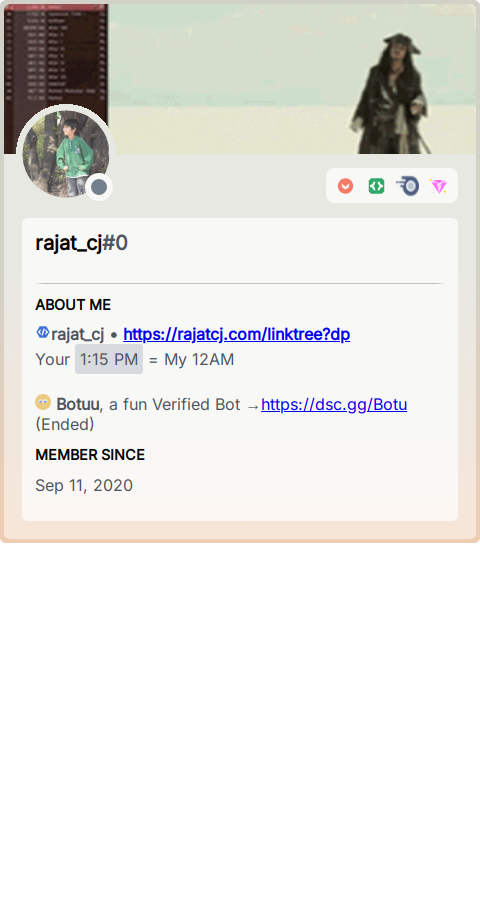 rajat_cj#0
ABOUT ME
rajat_cj • https://rajatcj.com/linktree?dp
Your 1:15 PM = My 12AM
Botuu, a fun Verified Bot →https://dsc.gg/Botu
(Ended)
MEMBER SINCE
Sep 11, 2020